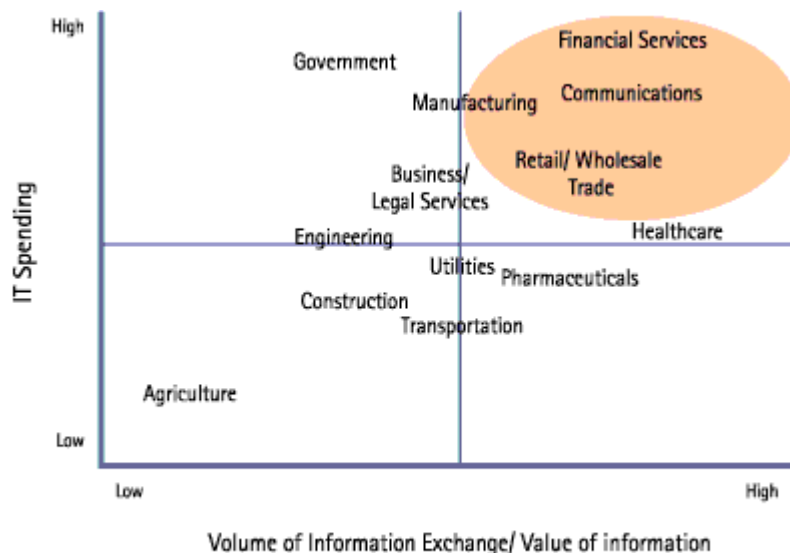 High
Financial Services
Government
Communications
Manufacturing
Retail/ Wholesale
Trade
Business/
Legal Services
Healthcare
Engineering
Utilities
Pharmaceuticals
Construction
Transportation
IT Spending
Agriculture
Low
Low
High
Volume of Information Exchange/ Value of information